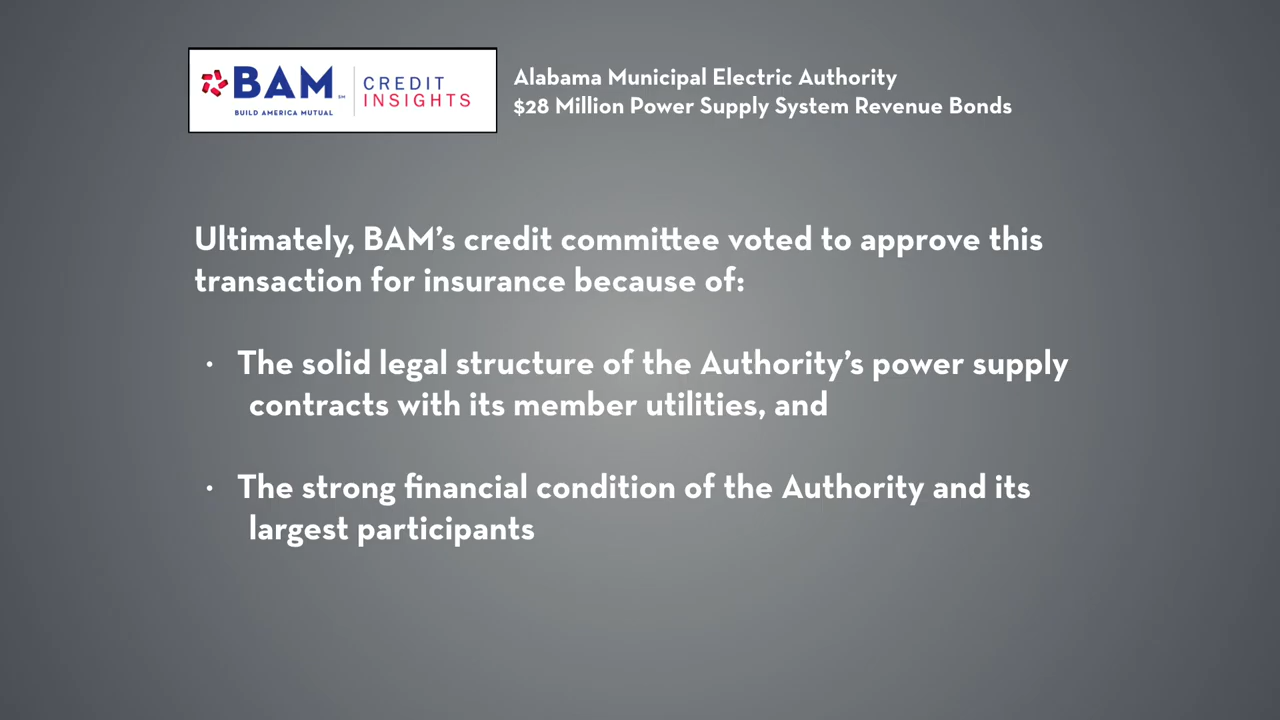 BAM SM
BUILD AMERICA MUTUAL
CREDIT
INSIGHTS
Alabama Municipal Electric Authority
$28 Million Power Supply System Revenue Bonds
Ultimately, BAM’s credit committee voted to approve this
transaction for insurance because of:
• The solid legal structure of the Authority’s power supply
contracts with its member utilities, and
• The strong financial condition of the Authority and its
largest participants